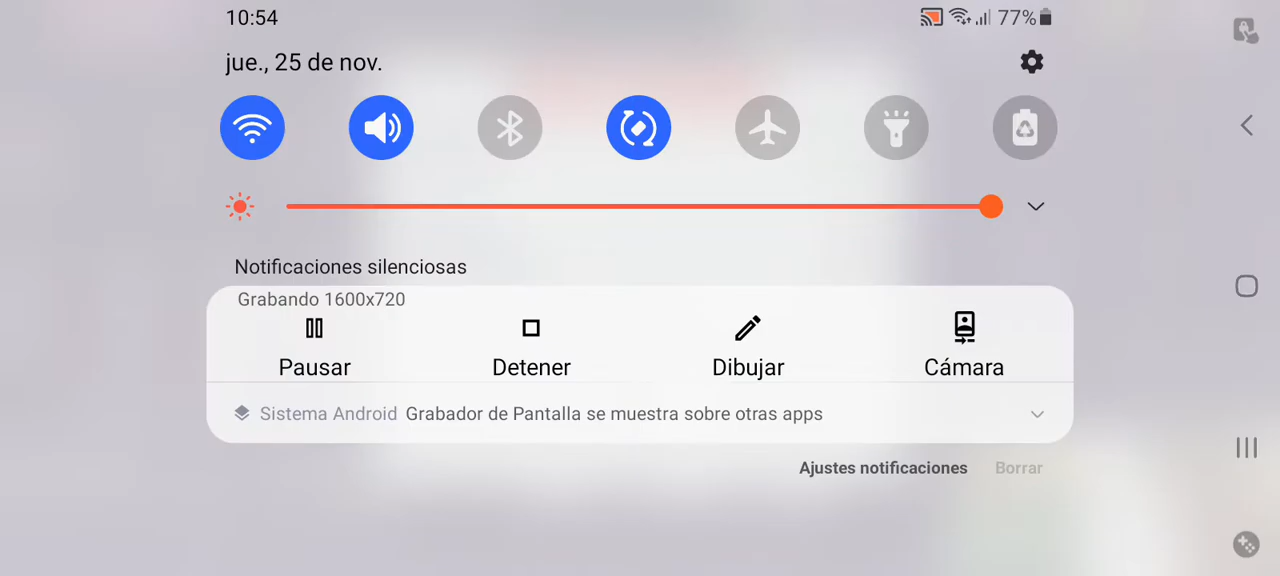 10:54
77%
jue., 25 de nov.
Notificaciones silenciosas
Grabando 1600x720
Pausar
Detener
Dibujar
Cámara
Sistema Android Grabador de Pantalla se muestra sobre otras apps
Ajustes notificaciones
Borrar